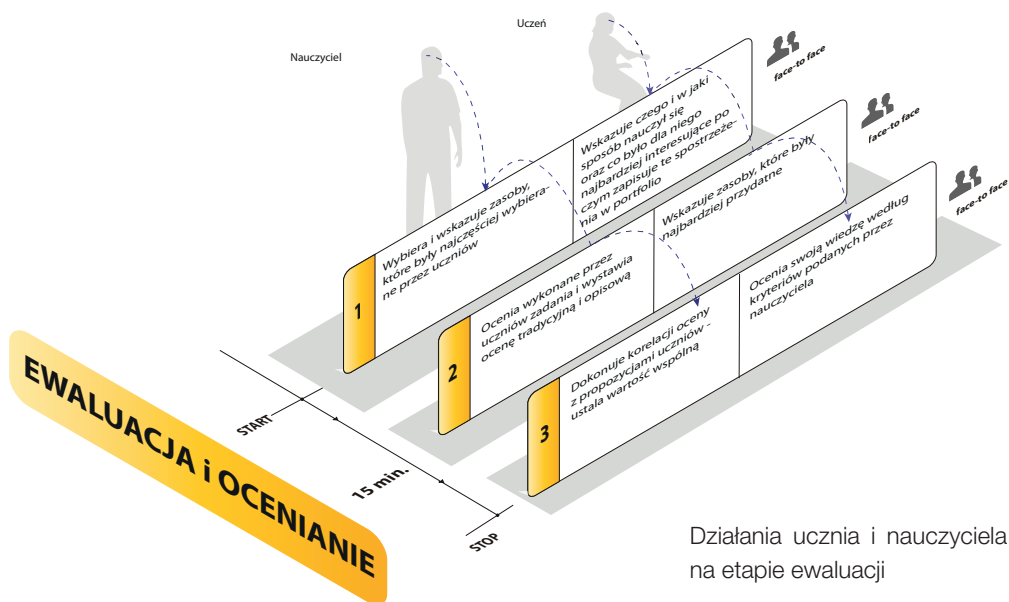 Nauczyciel
Uczeń
face-to face
face-to face
face-to face
1
Wybiera i wskazuje zasoby,
które były najczęściej wybiera-
ne przez uczniów
Wskazuje czego i w jaki
sposób nauczył się
oraz co było dla niego
najbardziej interesujące po
czym zapisuje te spostrzeże-
nia w portfolio
2
Ocenia wykonane przez
uczniów zadania i wystawia
ocenę tradycyjną i opisową
Wskazuje zasoby, które były
najbardziej przydatne
3
Dokonuje korelacji oceny
z propozycjami uczniów -
ustala wartość wspólną
Ocenia swoją wiedzę według
kryteriów podanych przez
nauczyciela
START
15 min.
STOP
EWALUACJA i OCENIANIE
Działania ucznia i nauczyciela
na etapie ewaluacji